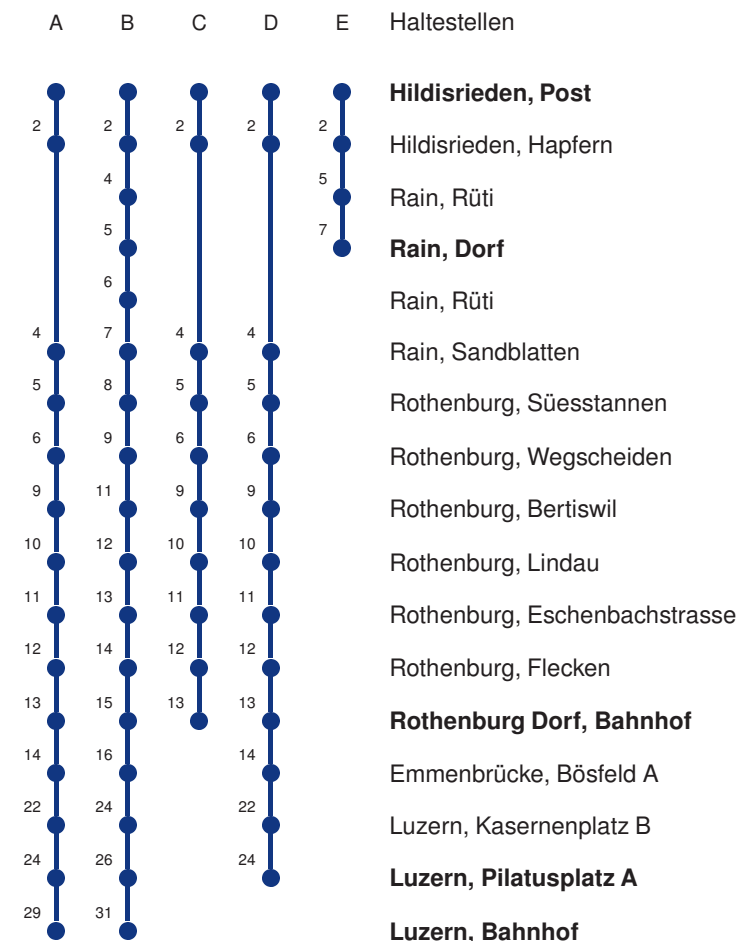 A B C D E Haltestellen
Hildisrieden, Post
2 2 2 2 2 Hildisrieden, Hapfern
4 5 Rain, Rüti
5 7 Rain, Dorf
6 Rain, Rüti
4 7 4 4 Rain, Sandblatten
5 8 5 5 Rothenburg, Süesstannen
6 9 6 6 Rothenburg, Wegscheiden
9 11 9 9 Rothenburg, Bertiswil
10 12 10 10 Rothenburg, Lindau
11 13 11 11 Rothenburg, Eschenbachstrasse
12 14 12 12 Rothenburg, Flecken
13 15 13 13 Rothenburg Dorf, Bahnhof
14 16 14 Emmenbrücke, Bösfeld A
22 24 22 Luzern, Kasernenplatz B
24 26 24 Luzern, Pilatusplatz A
29 31 Luzern, Bahnhof